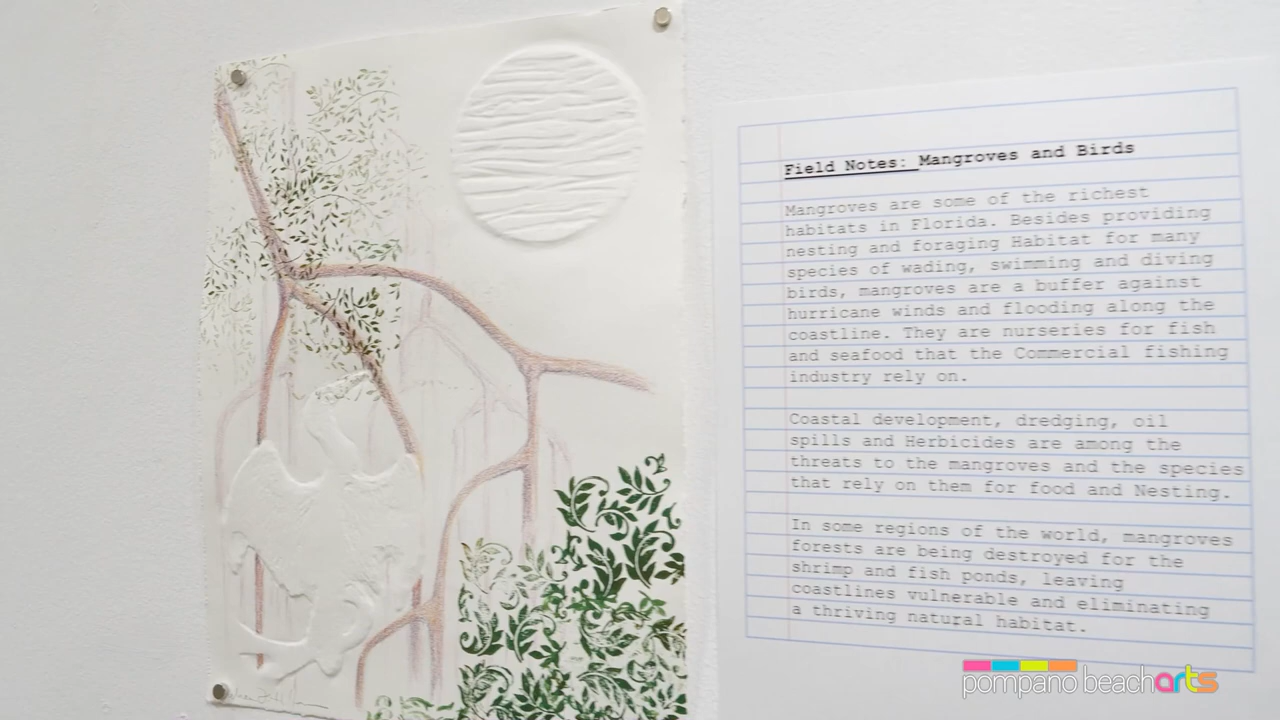 Field Notes: Mangroves and Birds
Mangroves are some of the richest
habitats in Florida. Besides providing
nesting and foraging Habitat for many
species of wading, swimming and diving
birds, mangroves are a buffer against
hurricane winds and flooding along the
coastline. They are nurseries for fish
and seafood that the Commercial fishing
industry rely on.
Coastal development, dredging, oil
spills and Herbicides are among the
threats to the mangroves and the species
that rely on them for food and Nesting.
In some regions of the world, mangroves
forests are being destroyed for the
shrimp and fish ponds, leaving
coastlines vulnerable and eliminating
a thriving natural habitat.
pompano beacharts